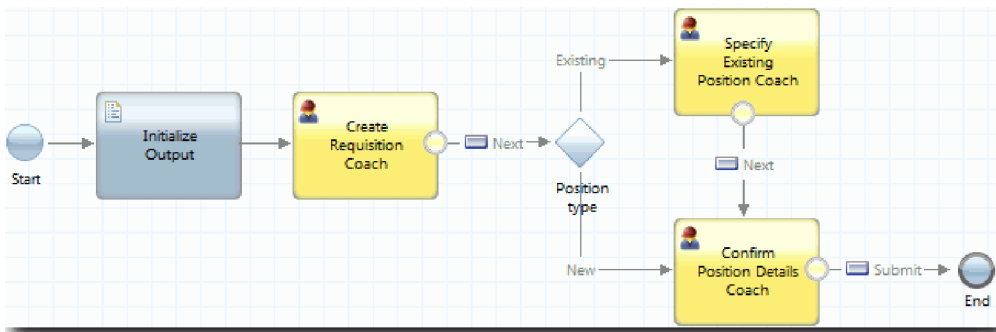 Start
Initialize
Output
Create
Requisition
Coach
Next
Position
type
Existing
Specify
Existing
Position Coach
Next
New
Confirm
Position Details
Coach
Submit
End